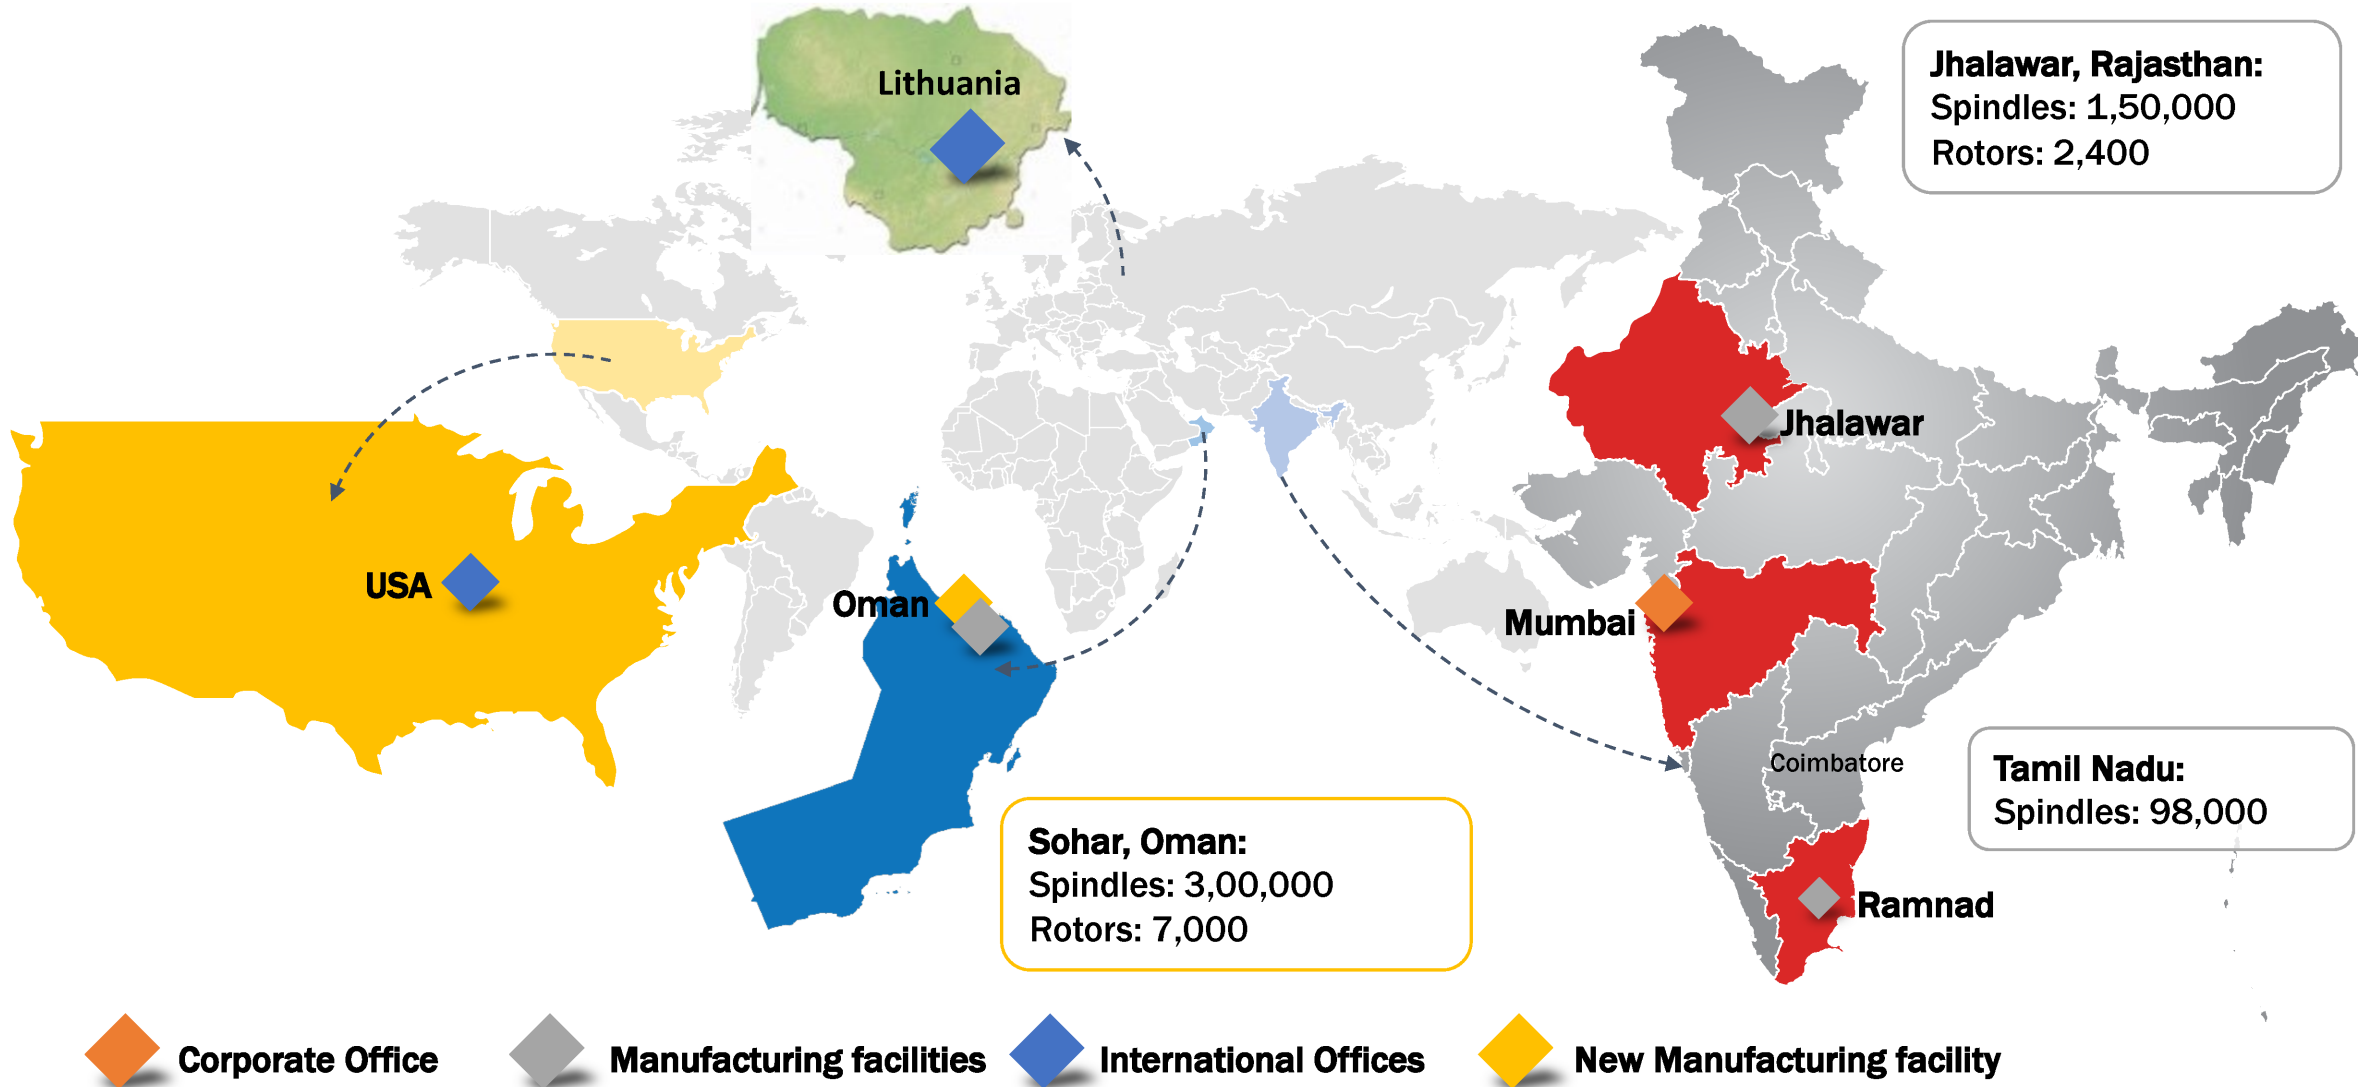 Lithuania
Jhalawar, Rajasthan:
Spindles: 1,50,000
Rotors: 2,400
Jhalawar
USA
Oman
Mumbai
Coimbatore
Tamil Nadu:
Spindles: 98,000
Sohar, Oman:
Spindles: 3,00,000
Rotors: 7,000
Ramnad
Corporate Office
Manufacturing facilities
International Offices
New Manufacturing facility